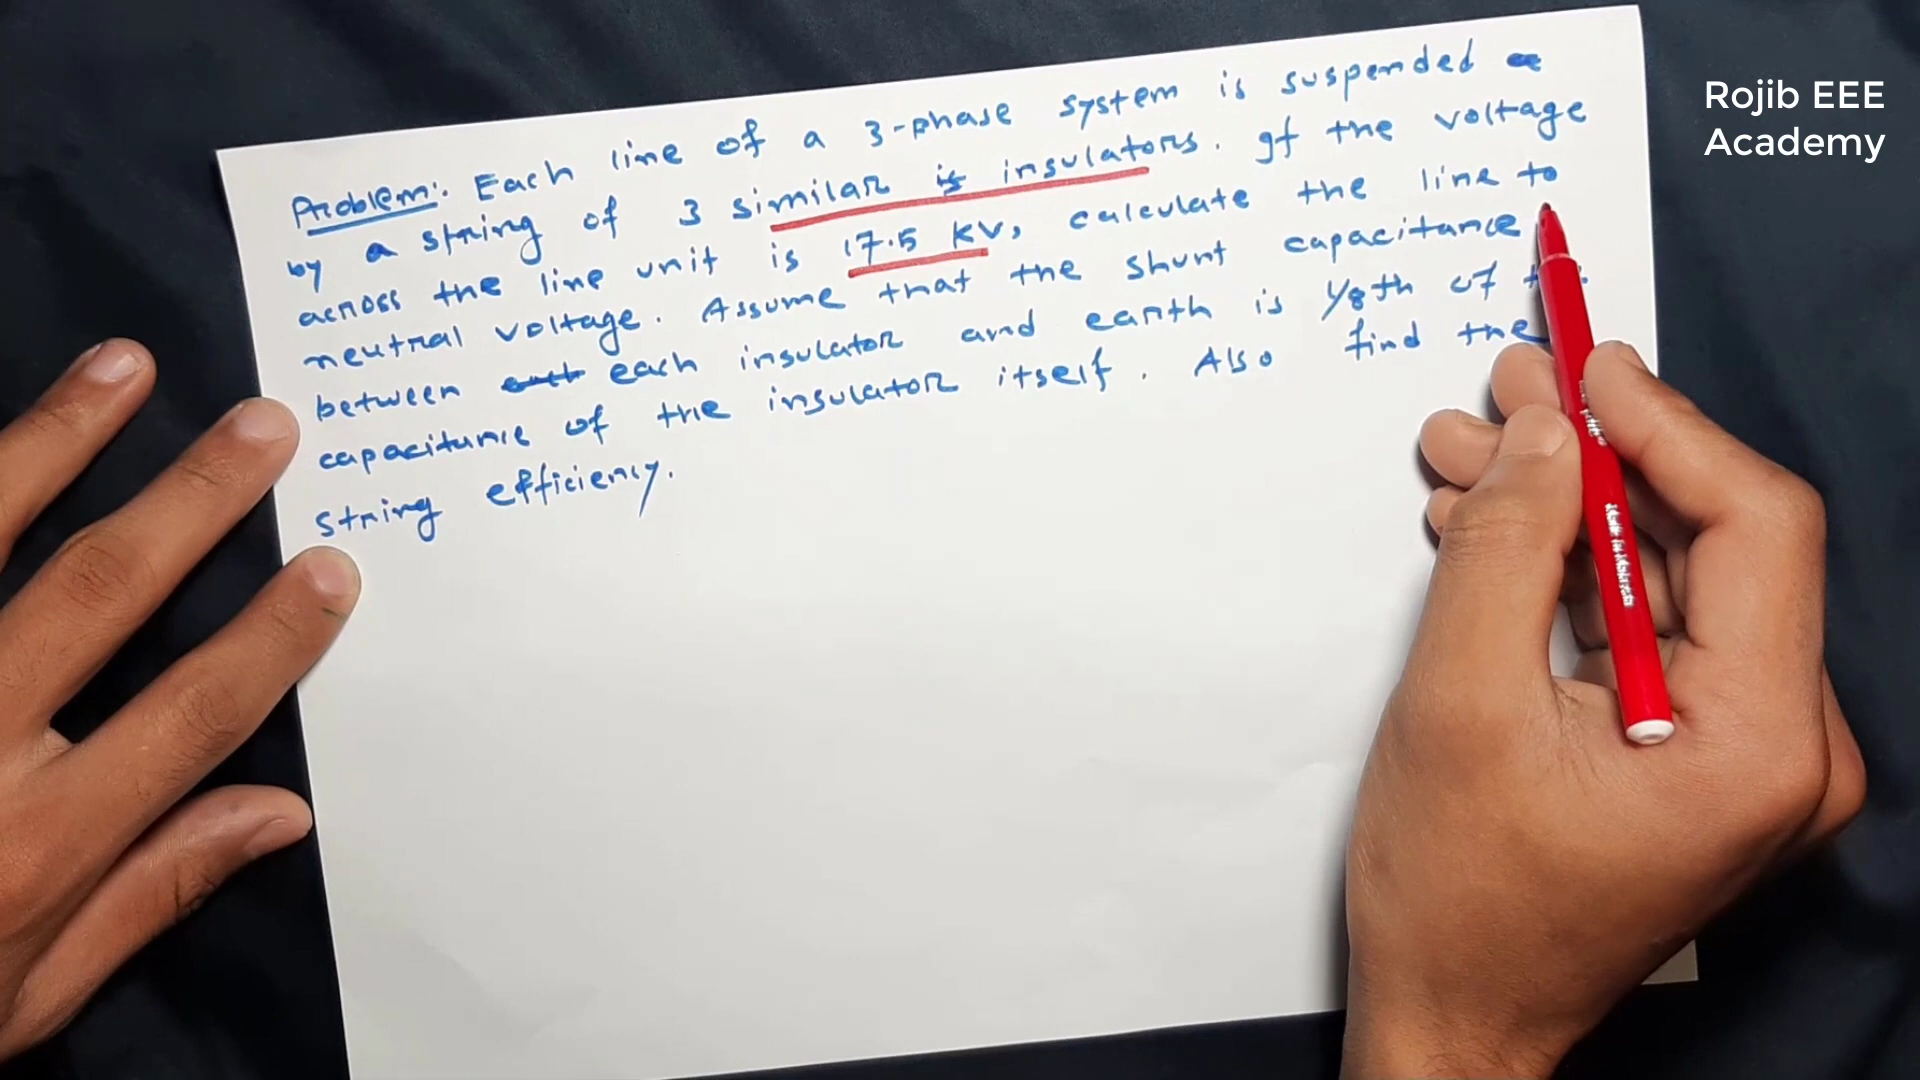 Problem: Each line of a 3-phase system is suspended
by a string of 3 similar insulators. If the voltage
across the line unit is 17.5 kV, calculate the line to
neutral voltage. Assume that the shunt capacitance
between each insulator and earth is 1/8th of
capacitance of the insulator itself. Also find the
string efficiency.
Rojib EEE
Academy